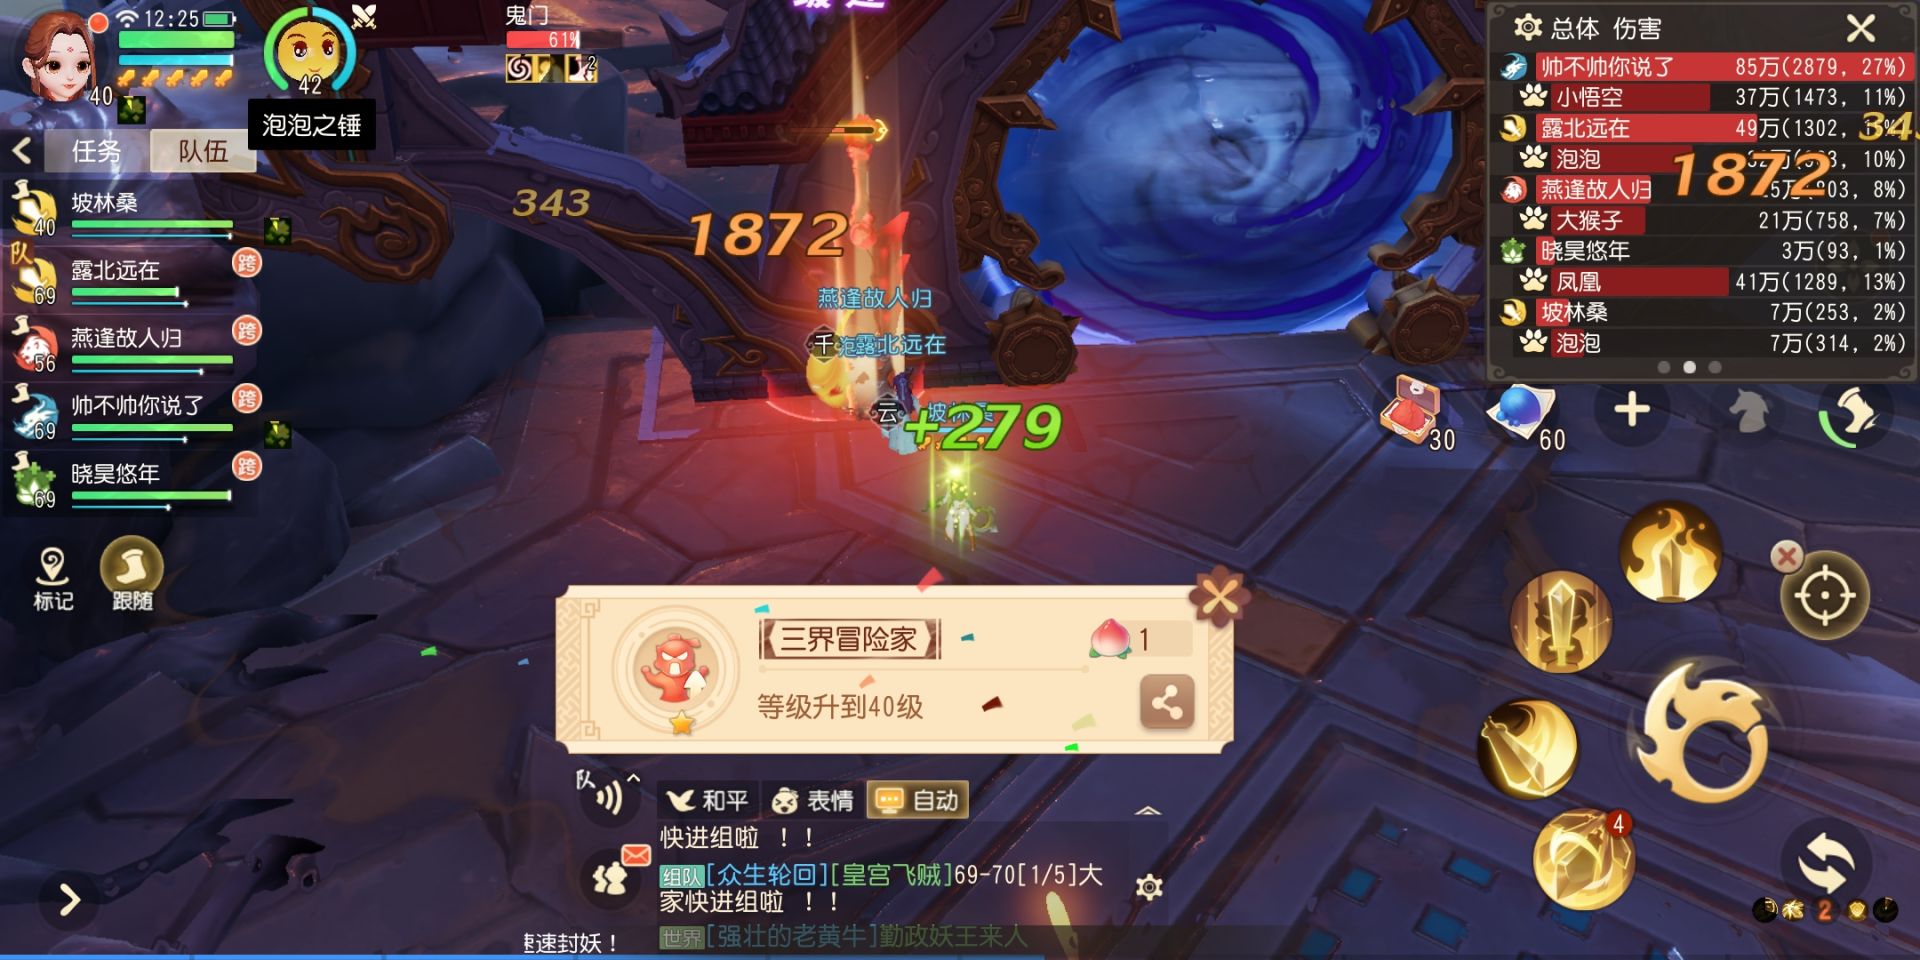 12:25
40
42
泡泡之锤
鬼门
61%
2
任务
队伍
坡林桑
40
队
露北远在
69
跨
燕逢故人归
56
跨
帅不帅你说了
69
跨
晓昊悠年
69
跨
标记
跟随
343
1872
燕逢故人归
千
露北远在
云
+279
总体 伤害
帅不帅你说了 85万(2879, 27%)
小悟空 37万(1473, 11%)
露北远在 49万(1302,
泡泡 10%)
1872
燕逢故人归 8%)
大猴子 21万(758, 7%)
晓昊悠年 3万(93, 1%)
凤凰 41万(1289, 13%)
坡林桑 7万(253, 2%)
泡泡 7万(314, 2%)
30
60
三界冒险家
1
等级升到40级
4
2
队
和平
表情
自动
快进组啦 ！！
组队[众生轮回][皇宫飞贼]69-70[1/5]大
家快进组啦 ！！
世界[强壮的老黄牛]勤政妖王来人
速速封妖！